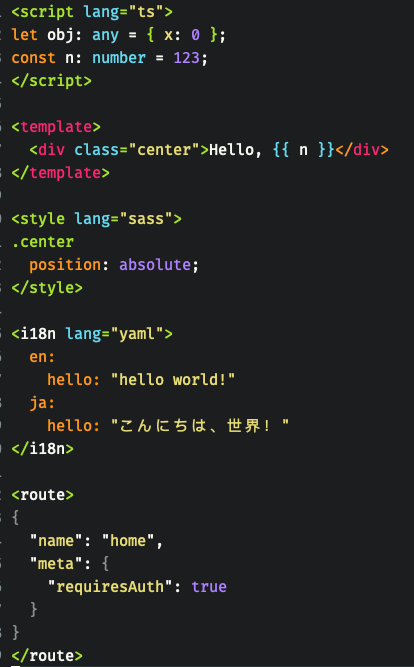 <script lang="ts">
let obj: any = { x: 0 };
const n: number = 123;
</script>
<template>
  <div class="center">Hello, {{ n }}</div>
</template>
<style lang="sass">
.center
  position: absolute;
</style>
<i18n lang="yaml">
  en:
    hello: "hello world!"
  ja:
    hello: "こんにちは、世界！"
</i18n>
<route>
{
  "name": "home",
  "meta": {
    "requiresAuth": true
  }
}
</route>